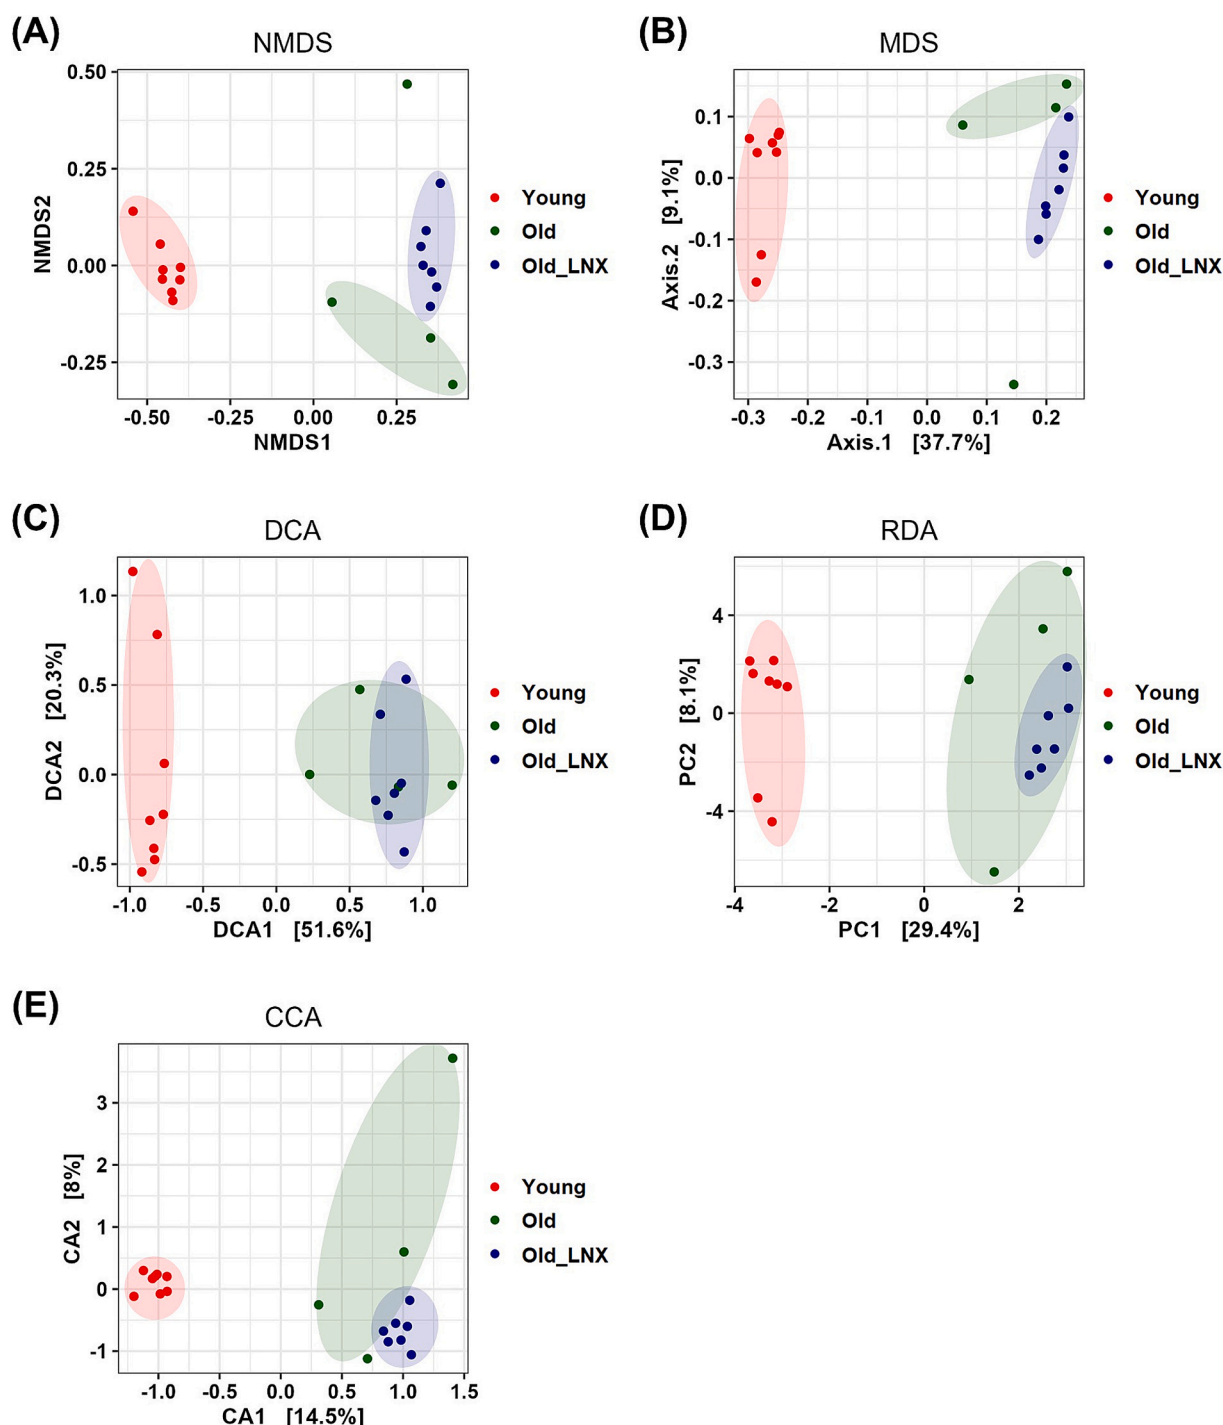 (A)
NMDS
0.50
0.25
0.00
-0.25
NMDS2
-0.50 -0.25 0.00 0.25
NMDS1
Young
Old
Old_LNX
(B)
MDS
0.1
0.0
-0.1
-0.2
-0.3
Axis.2 [9.1%]
-0.3 -0.2 -0.1 0.0 0.1 0.2
Axis.1 [37.7%]
Young
Old
Old_LNX
(C)
DCA
1.0
0.5
0.0
-0.5
DCA2 [20.3%]
-1.0 -0.5 0.0 0.5 1.0
DCA1 [51.6%]
Young
Old
Old_LNX
(D)
RDA
4
0
-4
PC2 [8.1%]
-4 -2 0 2
PC1 [29.4%]
Young
Old
Old_LNX
(E)
CCA
3
2
1
0
-1
CA2 [8%]
-1.0 -0.5 0.0 0.5 1.0 1.5
CA1 [14.5%]
Young
Old
Old_LNX